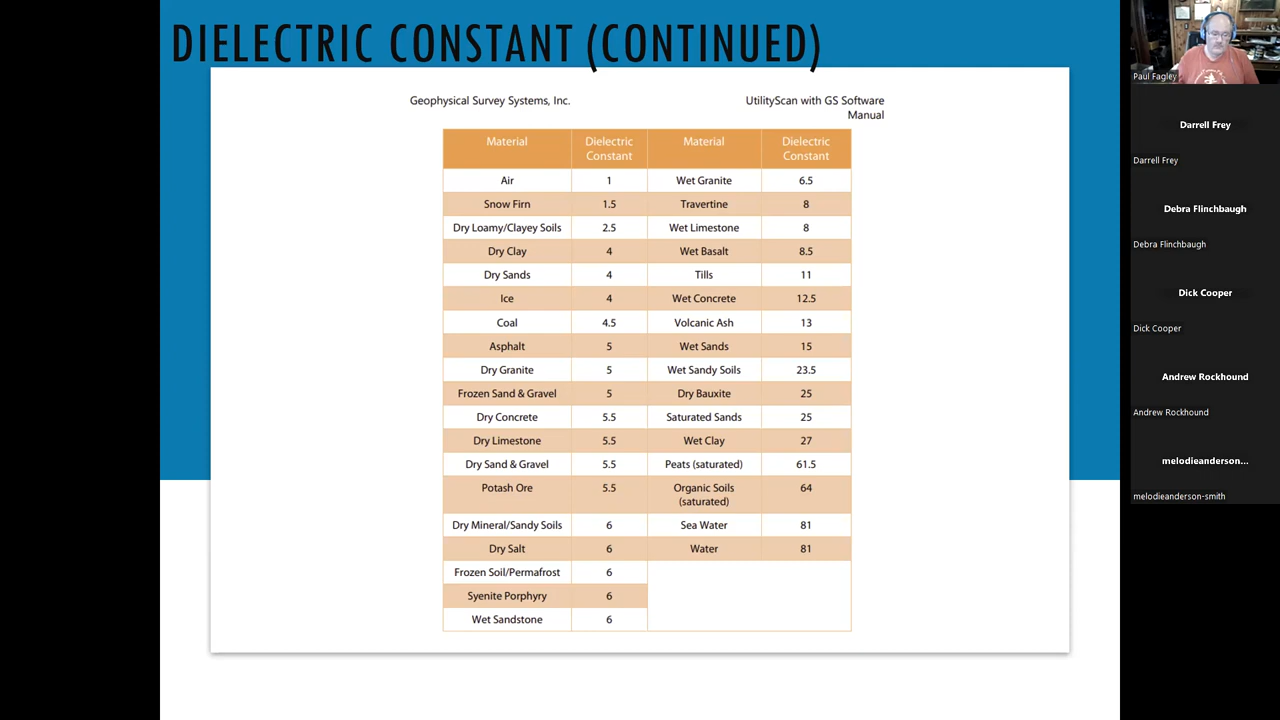 DIELECTRIC CONSTANT (CONTINUED)
Geophysical Survey Systems, Inc.
UtilityScan with GS Software
Manual
Material Dielectric Constant Material Dielectric Constant
Air 1 Wet Granite 6.5
Snow Firn 1.5 Travertine 8
Dry Loamy/Clayey Soils 2.5 Wet Limestone 8
Dry Clay 4 Wet Basalt 8.5
Dry Sands 4 Tills 11
Ice 4 Wet Concrete 12.5
Coal 4.5 Volcanic Ash 13
Asphalt 5 Wet Sands 15
Dry Granite 5 Wet Sandy Soils 23.5
Frozen Sand & Gravel 5 Dry Bauxite 25
Dry Concrete 5.5 Saturated Sands 25
Dry Limestone 5.5 Wet Clay 27
Dry Sand & Gravel 5.5 Peats (saturated) 61.5
Potash Ore 5.5 Organic Soils (saturated) 64
Dry Mineral/Sandy Soils 6 Sea Water 81
Dry Salt 6 Water 81
Frozen Soil/Permafrost 6
Syenite Porphyry 6
Wet Sandstone 6
Paul Fagley
Darrell Frey
Darrell Frey
Debra Flinchbaugh
Debra Flinchbaugh
Dick Cooper
Dick Cooper
Andrew Rockhound
Andrew Rockhound
melodieanderson...
melodieanderson-smith